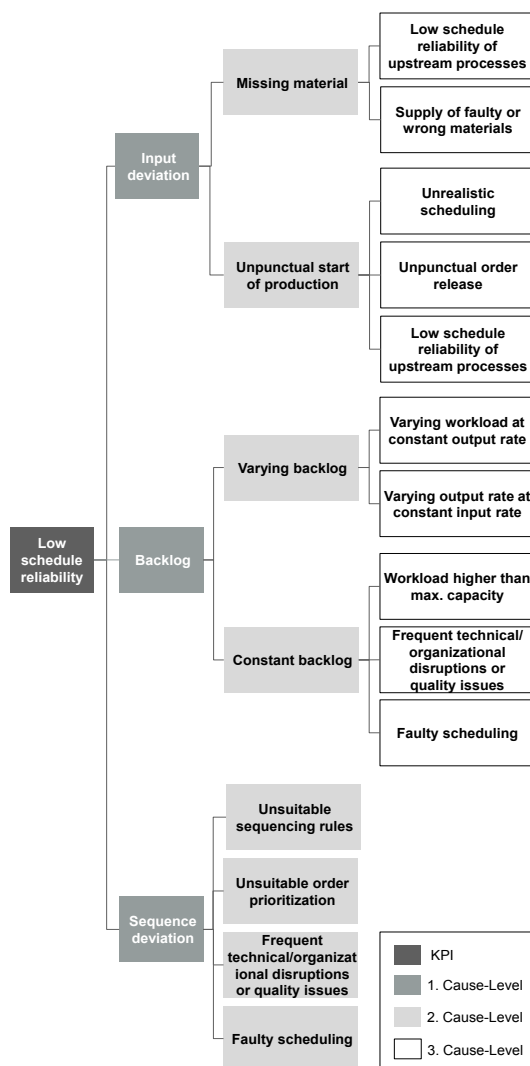 Low schedule
reliability of
upstream processes
Missing material
Supply of faulty or
wrong materials
Input
deviation
Unrealistic
scheduling
Unpunctual start
of production
Unpunctual order
release
Low schedule
reliability of
upstream processes
Varying workload at
constant output rate
Varying backlog
Varying output rate at
constant input rate
Low
schedule
reliability
Backlog
Workload higher than
max. capacity
Constant backlog
Frequent technical/
organizational
disruptions or
quality issues
Faulty scheduling
Unsuitable
sequencing rules
Unsuitable order
prioritization
Sequence
deviation
Frequent
technical/organizat
ional disruptions
or quality issues
Faulty scheduling
KPI
1. Cause-Level
2. Cause-Level
3. Cause-Level